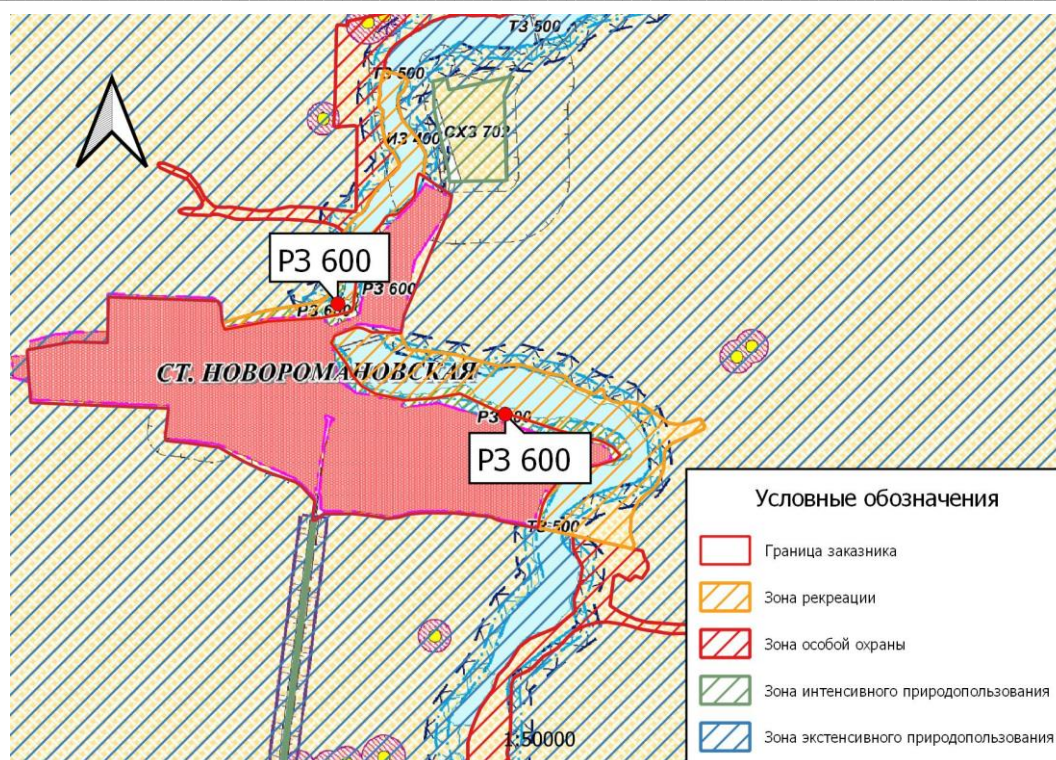 ТЗ 500
ТЗ 500
ИЗ 400
СХЗ 702
РЗ 600
РЗ 600
РЗ 600
СТ. НОВОРОМАНОВСКАЯ
РЗ 600
РЗ 600
ТЗ 500
1:50000
Условные обозначения
Граница заказника
Зона рекреации
Зона особой охраны
Зона интенсивного природопользования
Зона экстенсивного природопользования